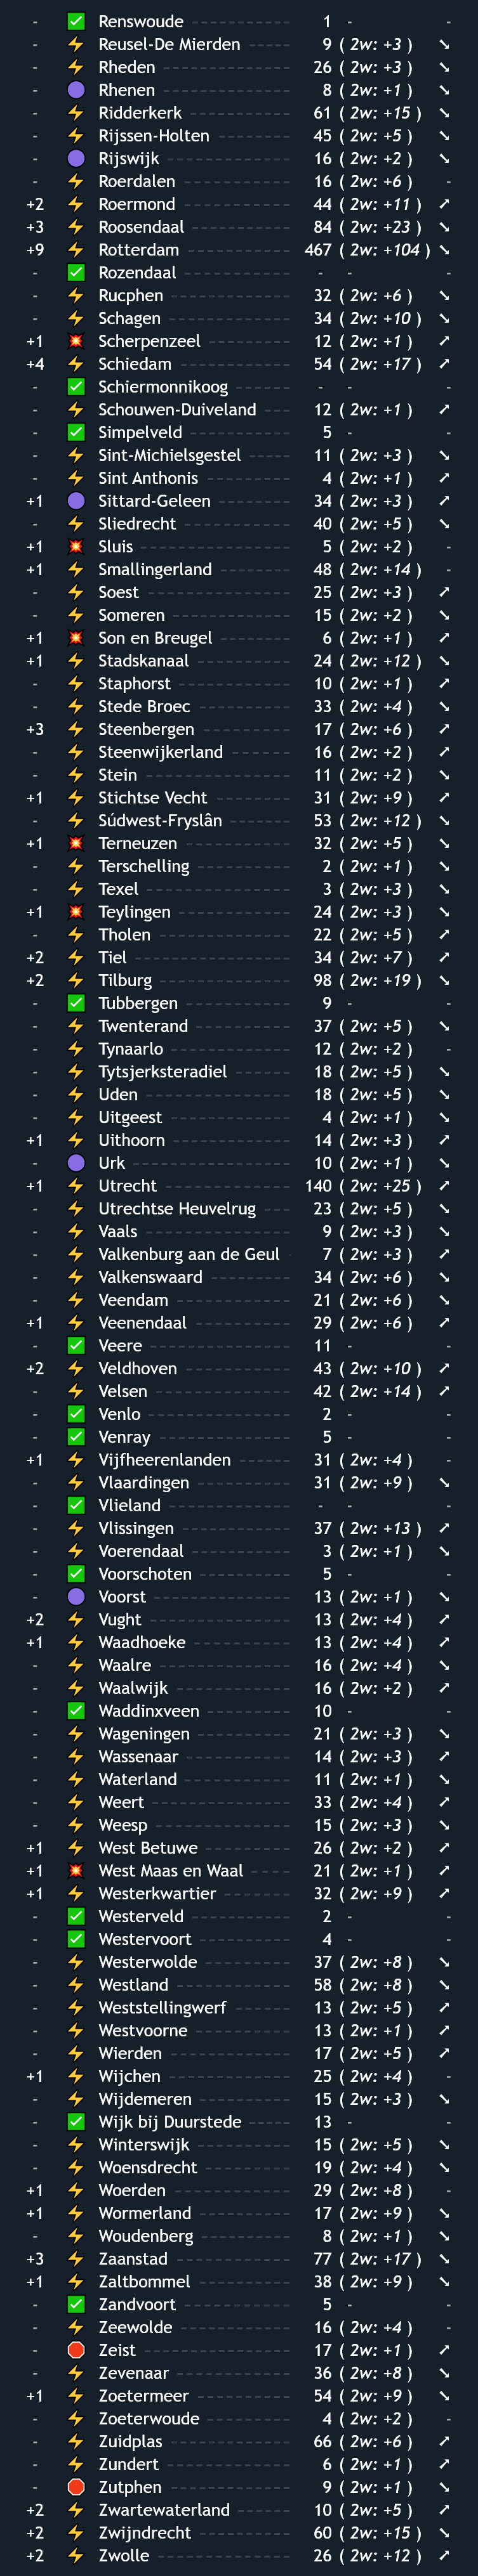 - ✅ Renswoude 1 - -
- ⚡ Reusel-De Mierden 9 ( 2w: +3 ) ➘
- ⚡ Rheden 26 ( 2w: +3 ) ➘
- 🟣 Rhenen 8 ( 2w: +1 ) ➘
- ⚡ Ridderkerk 61 ( 2w: +15 ) ➘
- ⚡ Rijssen-Holten 45 ( 2w: +5 ) ➘
- 🟣 Rijswijk 16 ( 2w: +2 ) ➘
- ⚡ Roerdalen 16 ( 2w: +6 ) -
+2 ⚡ Roermond 44 ( 2w: +11 ) ➚
+3 ⚡ Roosendaal 84 ( 2w: +23 ) ➘
+9 ⚡ Rotterdam 467 ( 2w: +104 ) ➘
- ✅ Rozendaal - - -
- ⚡ Rucphen 32 ( 2w: +6 ) ➘
- ⚡ Schagen 34 ( 2w: +10 ) ➘
+1 💥 Scherpenzeel 12 ( 2w: +1 ) ➚
+4 ⚡ Schiedam 54 ( 2w: +17 ) ➚
- ✅ Schiermonnikoog - - -
- ⚡ Schouwen-Duiveland 12 ( 2w: +1 ) ➚
- ✅ Simpelveld 5 - -
- ⚡ Sint-Michielsgestel 11 ( 2w: +3 ) ➘
- ⚡ Sint Anthonis 4 ( 2w: +1 ) ➚
+1 🟣 Sittard-Geleen 34 ( 2w: +3 ) ➚
- ⚡ Sliedrecht 40 ( 2w: +5 ) ➘
+1 💥 Sluis 5 ( 2w: +2 ) -
+1 ⚡ Smallingerland 48 ( 2w: +14 ) -
- ⚡ Soest 25 ( 2w: +3 ) ➚
- ⚡ Someren 15 ( 2w: +2 ) ➘
+1 💥 Son en Breugel 6 ( 2w: +1 ) ➚
+1 ⚡ Stadskanaal 24 ( 2w: +12 ) ➘
- ⚡ Staphorst 10 ( 2w: +1 ) ➚
- ⚡ Stede Broec 33 ( 2w: +4 ) ➘
+3 ⚡ Steenbergen 17 ( 2w: +6 ) ➚
- ⚡ Steenwijkerland 16 ( 2w: +2 ) ➚
- ⚡ Stein 11 ( 2w: +2 ) ➘
+1 ⚡ Stichtse Vecht 31 ( 2w: +9 ) ➚
- ⚡ Súdwest-Fryslân 53 ( 2w: +12 ) ➘
+1 💥 Terneuzen 32 ( 2w: +5 ) ➘
- ⚡ Terschelling 2 ( 2w: +1 ) ➘
- ⚡ Texel 3 ( 2w: +3 ) ➘
+1 💥 Teylingen 24 ( 2w: +3 ) ➘
- ⚡ Tholen 22 ( 2w: +5 ) ➚
+2 ⚡ Tiel 34 ( 2w: +7 ) ➚
+2 ⚡ Tilburg 98 ( 2w: +19 ) ➘
- ✅ Tubbergen 9 - -
- ⚡ Twenterand 37 ( 2w: +5 ) ➘
- ⚡ Tynaarlo 12 ( 2w: +2 ) -
- ⚡ Tytsjerksteradiel 18 ( 2w: +5 ) ➘
- ⚡ Uden 18 ( 2w: +5 ) ➘
- ⚡ Uitgeest 4 ( 2w: +1 ) ➘
+1 ⚡ Uithoorn 14 ( 2w: +3 ) ➚
- 🟣 Urk 10 ( 2w: +1 ) ➘
+1 ⚡ Utrecht 140 ( 2w: +25 ) ➚
- ⚡ Utrechtse Heuvelrug 23 ( 2w: +5 ) ➘
- ⚡ Vaals 9 ( 2w: +3 ) ➘
- ⚡ Valkenburg aan de Geul 7 ( 2w: +3 ) ➚
- ⚡ Valkenswaard 34 ( 2w: +6 ) ➘
- ⚡ Veendam 21 ( 2w: +6 ) ➘
+1 ⚡ Veenendaal 29 ( 2w: +6 ) ➚
- ✅ Veere 11 - -
+2 ⚡ Veldhoven 43 ( 2w: +10 ) ➚
- ⚡ Velsen 42 ( 2w: +14 ) ➚
- ✅ Venlo 2 - -
- ✅ Venray 5 - -
+1 ⚡ Vijfheerenlanden 31 ( 2w: +4 ) -
- ⚡ Vlaardingen 31 ( 2w: +9 ) ➘
- ✅ Vlieland - - -
- ⚡ Vlissingen 37 ( 2w: +13 ) ➚
- ⚡ Voerendaal 3 ( 2w: +1 ) ➘
- ✅ Voorschoten 5 - -
- 🟣 Voorst 13 ( 2w: +1 ) ➘
+2 ⚡ Vught 13 ( 2w: +4 ) ➚
+1 ⚡ Waadhoeke 13 ( 2w: +4 ) ➚
- ⚡ Waalre 16 ( 2w: +4 ) ➘
- ⚡ Waalwijk 16 ( 2w: +2 ) ➚
- ✅ Waddinxveen 10 - -
- ⚡ Wageningen 21 ( 2w: +3 ) ➘
- ⚡ Wassenaar 14 ( 2w: +3 ) ➚
- ⚡ Waterland 11 ( 2w: +1 ) ➘
- ⚡ Weert 33 ( 2w: +4 ) ➚
- ⚡ Weesp 15 ( 2w: +3 ) ➘
+1 ⚡ West Betuwe 26 ( 2w: +2 ) ➚
+1 💥 West Maas en Waal 21 ( 2w: +1 ) ➚
+1 ⚡ Westerkwartier 32 ( 2w: +9 ) ➚
- ✅ Westerveld 2 - -
- ✅ Westervoort 4 - -
- ⚡ Westerwolde 37 ( 2w: +8 ) ➘
- ⚡ Westland 58 ( 2w: +8 ) ➘
- ⚡ Weststellingwerf 13 ( 2w: +5 ) ➚
- ⚡ Westvoorne 13 ( 2w: +1 ) ➚
- ⚡ Wierden 17 ( 2w: +5 ) ➚
+1 ⚡ Wijchen 25 ( 2w: +4 ) -
- ⚡ Wijdemeren 15 ( 2w: +3 ) ➘
- ✅ Wijk bij Duurstede 13 - -
- ⚡ Winterswijk 15 ( 2w: +5 ) ➘
- ⚡ Woensdrecht 19 ( 2w: +4 ) ➘
+1 ⚡ Woerden 29 ( 2w: +8 ) -
+1 ⚡ Wormerland 17 ( 2w: +9 ) ➘
- ⚡ Woudenberg 8 ( 2w: +1 ) ➘
+3 ⚡ Zaanstad 77 ( 2w: +17 ) ➘
+1 ⚡ Zaltbommel 38 ( 2w: +9 ) ➘
- ✅ Zandvoort 5 - -
- ⚡ Zeewolde 16 ( 2w: +4 ) -
- 🛑 Zeist 17 ( 2w: +1 ) ➚
- ⚡ Zevenaar 36 ( 2w: +8 ) ➘
+1 ⚡ Zoetermeer 54 ( 2w: +9 ) ➘
- ⚡ Zoeterwoude 4 ( 2w: +2 ) -
- ⚡ Zuidplas 66 ( 2w: +6 ) ➚
- ⚡ Zundert 6 ( 2w: +1 ) ➚
- 🛑 Zutphen 9 ( 2w: +1 ) ➘
+2 ⚡ Zwartewaterland 10 ( 2w: +5 ) ➚
+2 ⚡ Zwijndrecht 60 ( 2w: +15 ) ➘
+2 ⚡ Zwolle 26 ( 2w: +12 ) ➚